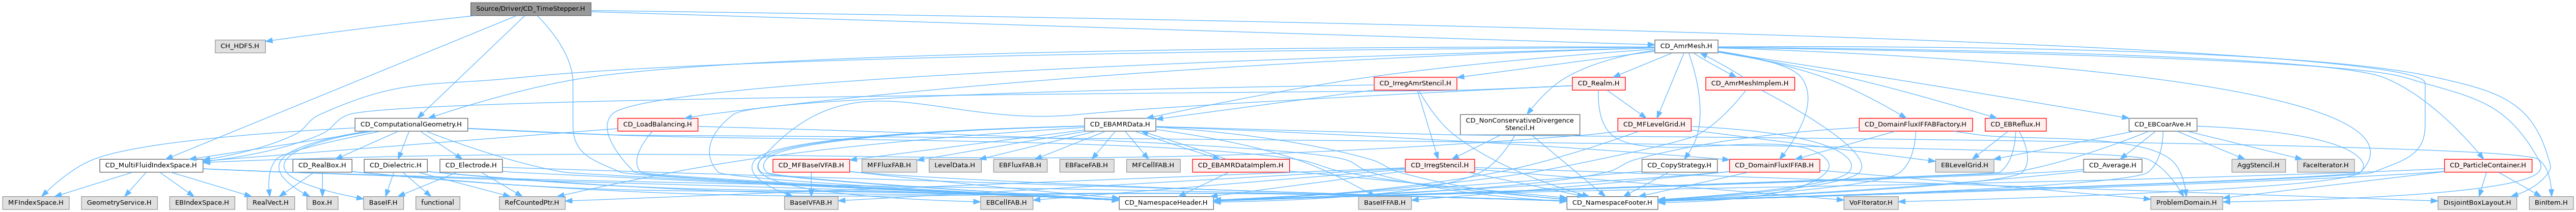 Source/Driver/CD_TimeStepper.H
CH_HDF5.H
CD_AmrMesh.H
CD_IrregAmrStencil.H
CD_Realm.H
CD_AmrMeshImplem.H
CD_ComputationalGeometry.H
CD_LoadBalancing.H
CD_EBAMRData.H
CD_NonConservativeDivergence
Stencil.H
CD_MFLevelGrid.H
CD_DomainFluxIFFABFactory.H
CD_EBReflux.H
CD_EBCoarAve.H
CD_MultiFluidIndexSpace.H
CD_RealBox.H
CD_Dielectric.H
CD_Electrode.H
CD_MFBaseIVFAB.H
MFFluxFAB.H
LevelData.H
EBFluxFAB.H
EBFaceFAB.H
MFCellFAB.H
CD_EBAMRDataImplem.H
CD_IrregStencil.H
CD_CopyStrategy.H
CD_DomainFluxIFFAB.H
EBLevelGrid.H
CD_Average.H
AggStencil.H
FaceIterator.H
CD_ParticleContainer.H
MFIndexSpace.H
GeometryService.H
EBIndexSpace.H
RealVect.H
Box.H
BaseIF.H
functional
RefCountedPtr.H
BaseIVFAB.H
EBCellFAB.H
CD_NamespaceHeader.H
BaseIFFAB.H
CD_NamespaceFooter.H
VoFIterator.H
ProblemDomain.H
DisjointBoxLayout.H
BinItem.H